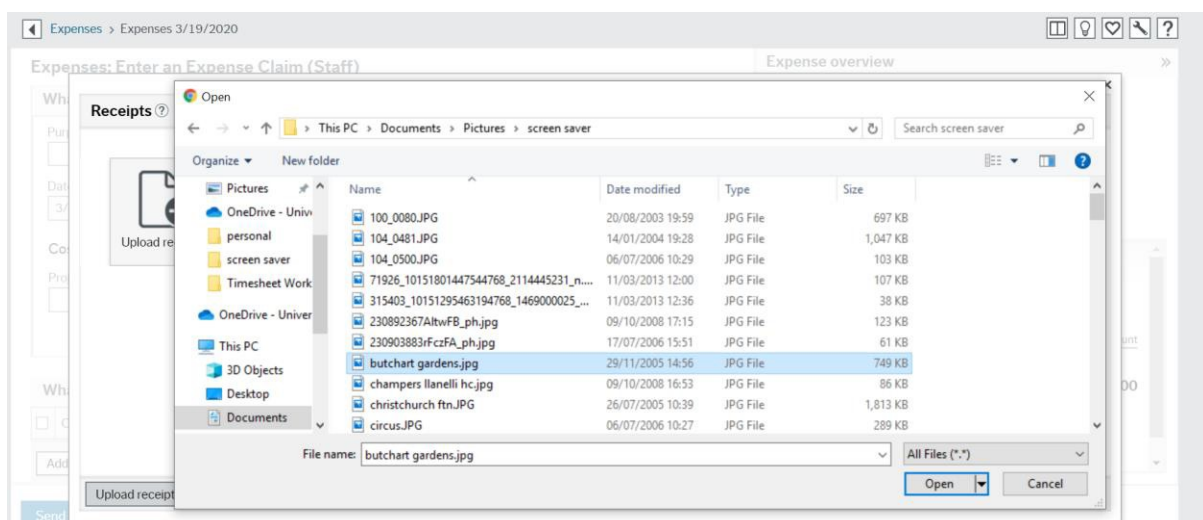 Expenses > Expenses 3/19/2020
Expenses: Enter an Expense Claim (Staff)
Expense overview
Receipts
Open
This PC > Documents > Pictures > screen saver
Search screen saver
Organize
New folder
Pictures
OneDrive - Univ
personal
screen saver
Timesheet Work
OneDrive - Univer
This PC
3D Objects
Desktop
Documents
Name Date modified Type Size
100_0080.JPG 20/08/2003 19:59 JPG File 697 KB
104_0481.JPG 14/01/2004 19:28 JPG File 1,047 KB
104_0500.JPG 06/07/2006 10:29 JPG File 103 KB
71926_10151801447544768_2114445231_n.... 11/03/2013 12:00 JPG File 107 KB
315403_10151295463194768_1469000025_... 11/03/2013 12:36 JPG File 38 KB
230892367AltwFB_ph.jpg 09/10/2008 17:15 JPG File 123 KB
230903883rFczFA_ph.jpg 17/07/2006 15:51 JPG File 61 KB
butchart gardens.jpg 29/11/2005 14:56 JPG File 749 KB
champers llanelli hc.jpg 09/10/2008 16:53 JPG File 86 KB
christchurch ftn.JPG 26/07/2005 10:39 JPG File 1,813 KB
circus.JPG 06/07/2006 10:27 JPG File 289 KB
Upload re
File name: butchart gardens.jpg
All Files (*.*)
Open
Cancel
Add
Upload receipt
Send